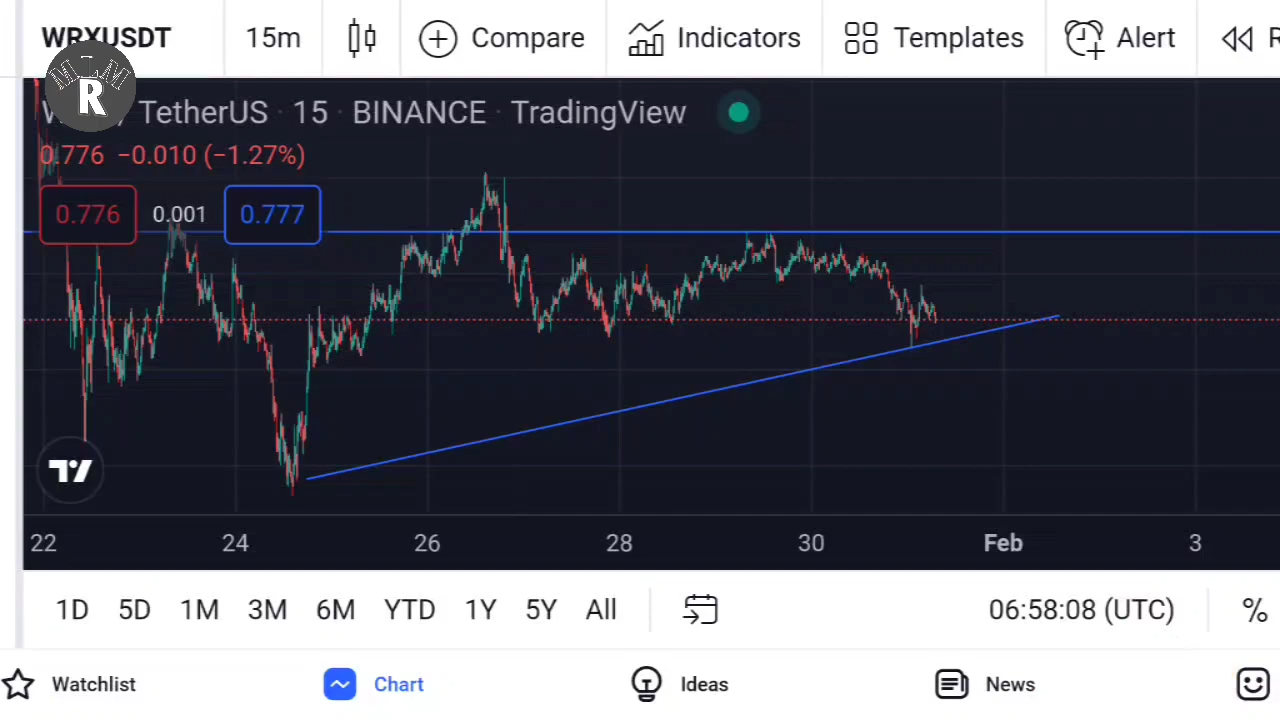 WRXUSDT 15m Compare Indicators Templates Alert
MLM
R
TetherUS · 15 · BINANCE · TradingView
0.776 −0.010 (−1.27%)
0.776 0.001 0.777
22 24 26 28 30 Feb 3
1D 5D 1M 3M 6M YTD 1Y 5Y All 06:58:08 (UTC) %
Watchlist Chart Ideas News